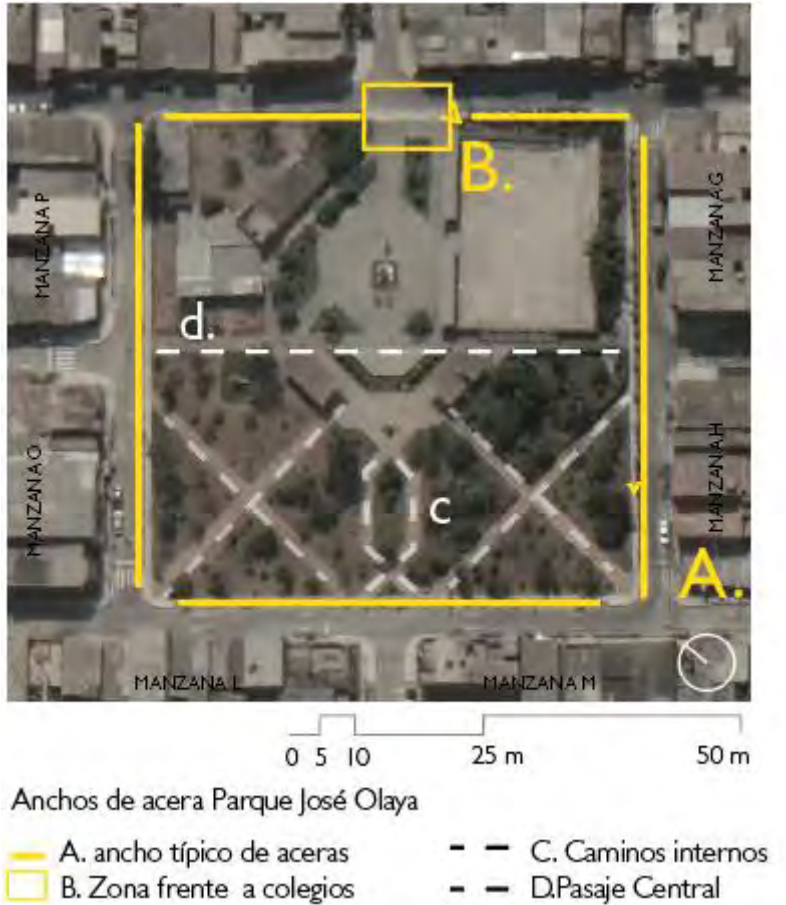 B.
MANZANA P
MANZANA G
d.
MANZANA O
c
MANZANA H
A.
MANZANA L
MANZANA M
0 5 10 25 m 50 m
Anchos de acera Parque José Olaya
A. ancho típico de aceras
C. Caminos internos
B. Zona frente a colegios
D.Pasaje Central